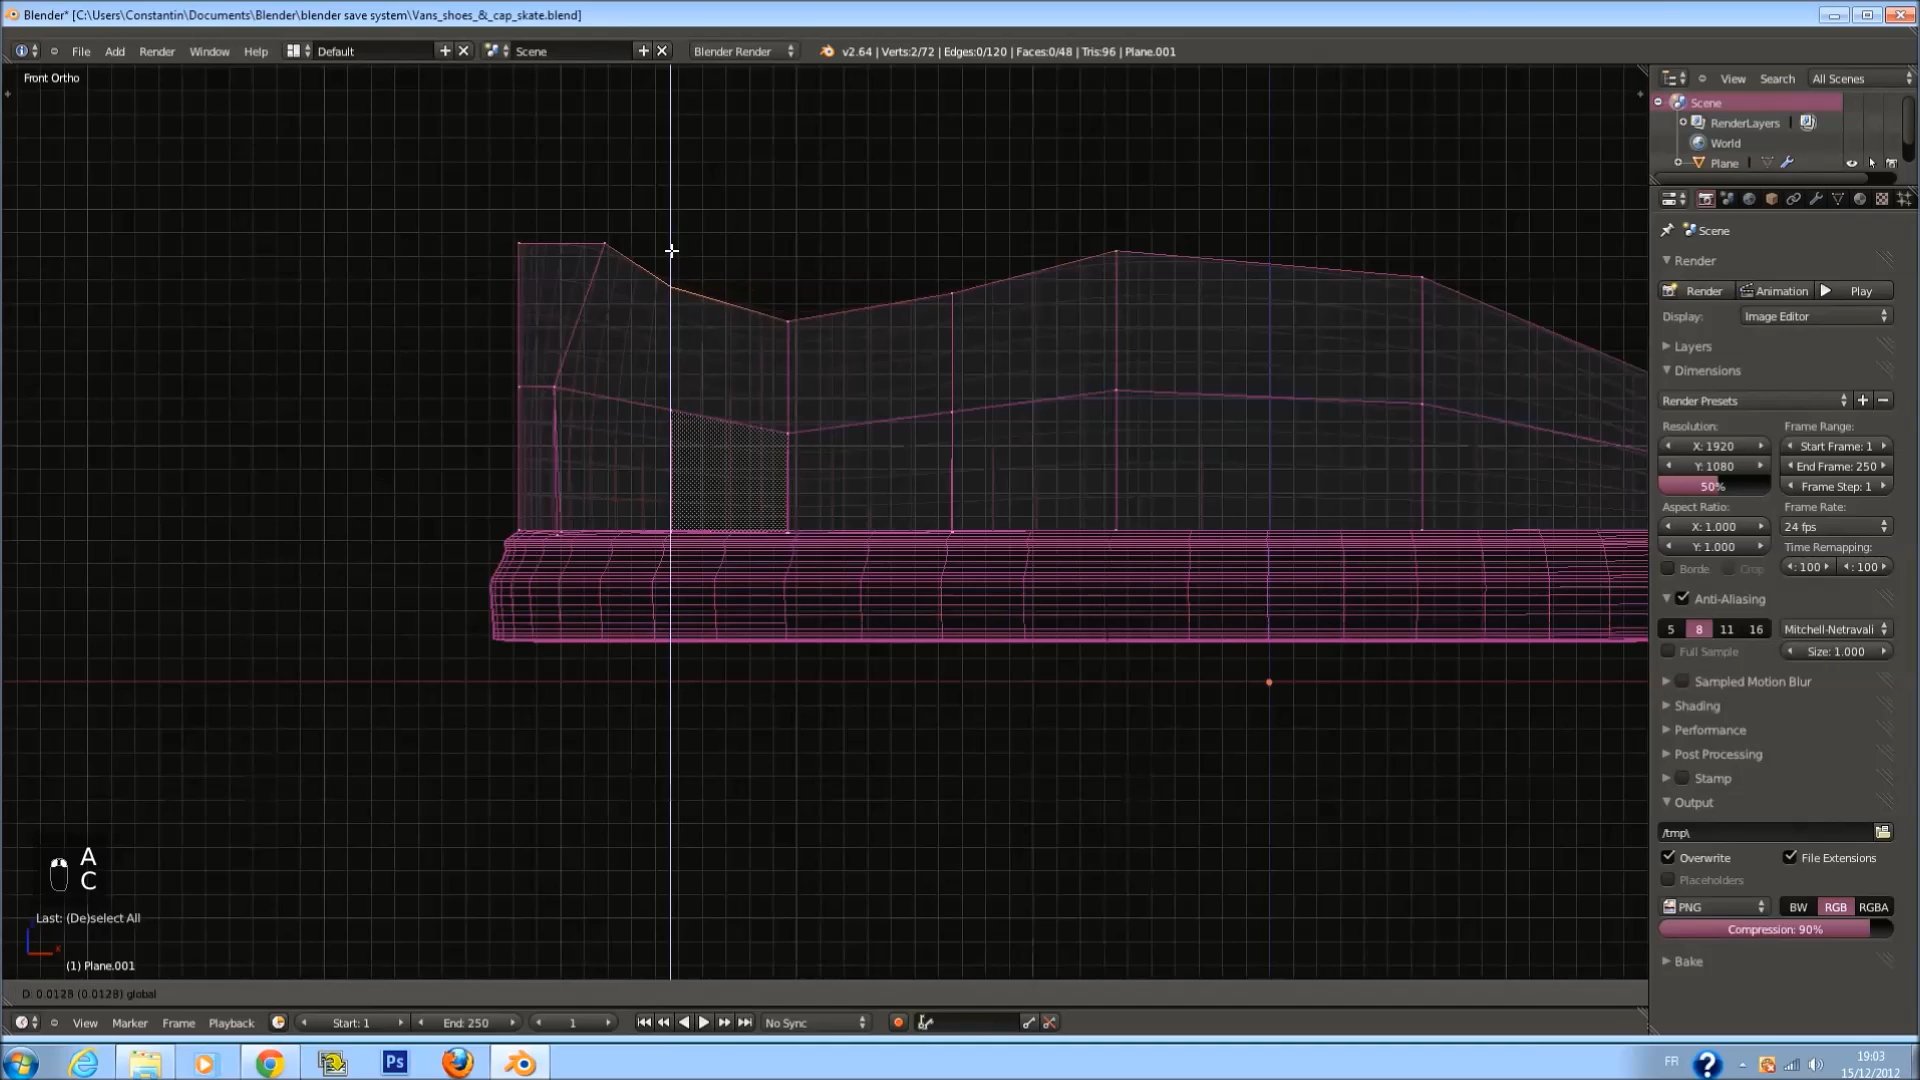 Blender* [C:\Users\Constantin\Documents\Blender\blender save system\Vans_shoes_&_cap_skate.blend]
File Add Render Window Help Default Scene Blender Render v2.64 | Verts:2/72 | Edges:0/120 | Faces:0/48 | Tris:96 | Plane.001
Front Ortho
View Search All Scenes
Scene
RenderLayers
World
Plane
Scene
Render
Render Animation Play
Display: Image Editor
Layers
Dimensions
Render Presets
Resolution: Frame Range:
X: 1920 Start Frame: 1
Y: 1080 End Frame: 250
50% Frame Step: 1
Aspect Ratio: Frame Rate:
X: 1.000 24 fps
Y: 1.000 Time Remapping:
Borde Crop : 100 : 100
Anti-Aliasing
5 8 11 16 Mitchell-Netravali
Full Sample Size: 1.000
Sampled Motion Blur
Shading
Performance
Post Processing
Stamp
Output
/tmp\
Overwrite File Extensions
Placeholders
PNG BW RGB RGBA
Compression: 90%
Bake
A
C
Last: (De)select All
x
(1) Plane.001
D: 0.0128 (0.0128) global
View Marker Frame Playback Start: 1 End: 250 1 No Sync
Ps FR ? 19:03
15/12/2012